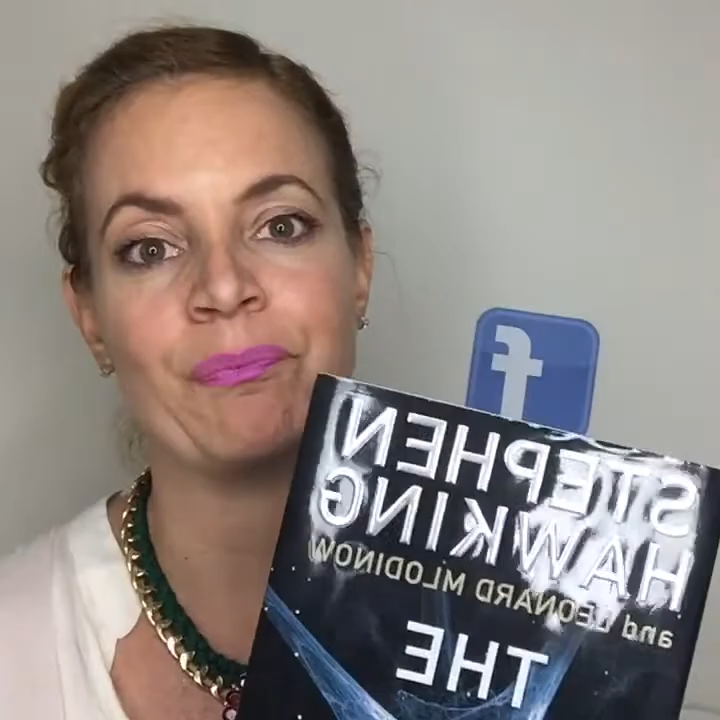 f
STEPHEN
HAWKING
and LEONARD MLODINOW
THE